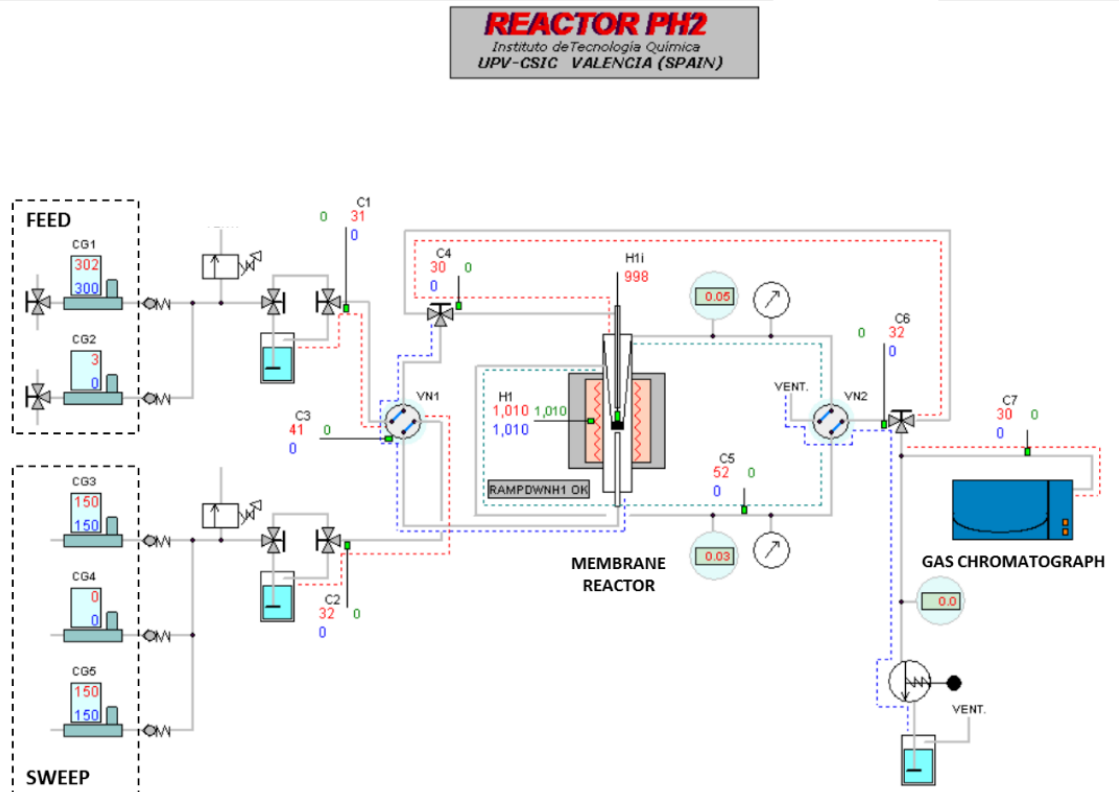 REACTOR PH2
Instituto de Tecnología Química
UPV-CSIC VALENCIA (SPAIN)
FEED
CG1
302
300
CG2
3
0
C1
0 31
0
C4
30 0
0
H1i
998
0.05
C6
0 32
0
VENT.
VN2
C7
30 0
0
VN1
C3
41 0
0
H1
1,010 1,010
1,010
RAMPDWNH1 OK
C5
52 0
0
0.03
MEMBRANE
REACTOR
GAS CHROMATOGRAPH
0.0
VENT.
CG3
150
150
CG4
0
0
CG5
150
150
C2
32 0
0
SWEEP